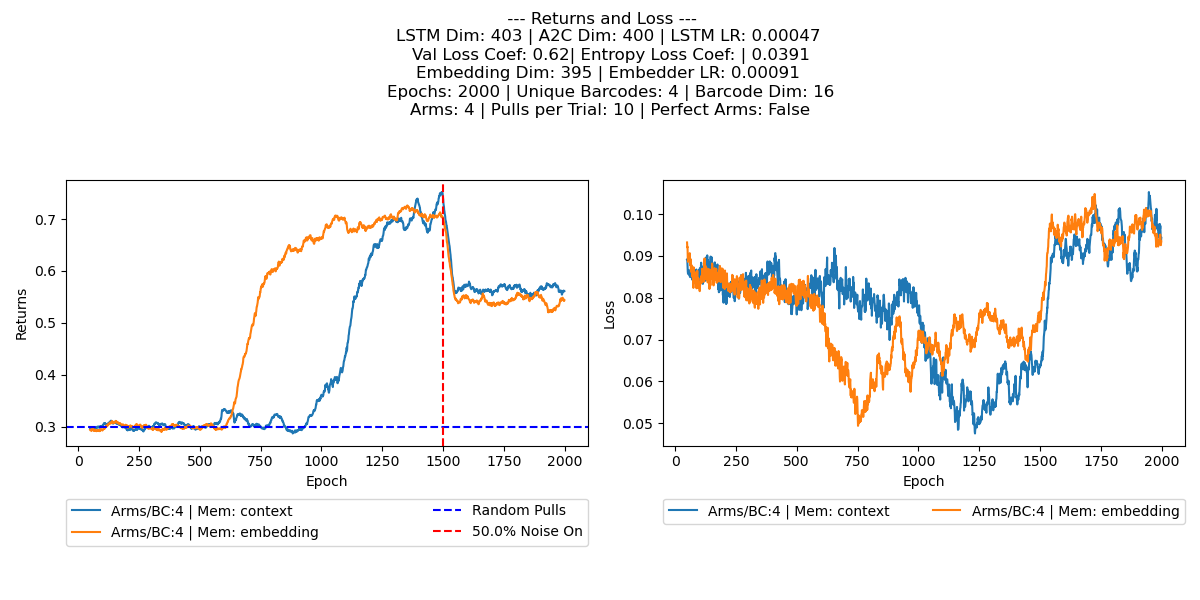 --- Returns and Loss ---
LSTM Dim: 403 | A2C Dim: 400 | LSTM LR: 0.00047
Val Loss Coef: 0.62| Entropy Loss Coef: | 0.0391
Embedding Dim: 395 | Embedder LR: 0.00091
Epochs: 2000 | Unique Barcodes: 4 | Barcode Dim: 16
Arms: 4 | Pulls per Trial: 10 | Perfect Arms: False
Returns
0.7
0.6
0.5
0.4
0.3
0 250 500 750 1000 1250 1500 1750 2000
Epoch
Arms/BC:4 | Mem: context
Arms/BC:4 | Mem: embedding
Random Pulls
50.0% Noise On
Loss
0.10
0.09
0.08
0.07
0.06
0.05
0 250 500 750 1000 1250 1500 1750 2000
Epoch
Arms/BC:4 | Mem: context
Arms/BC:4 | Mem: embedding